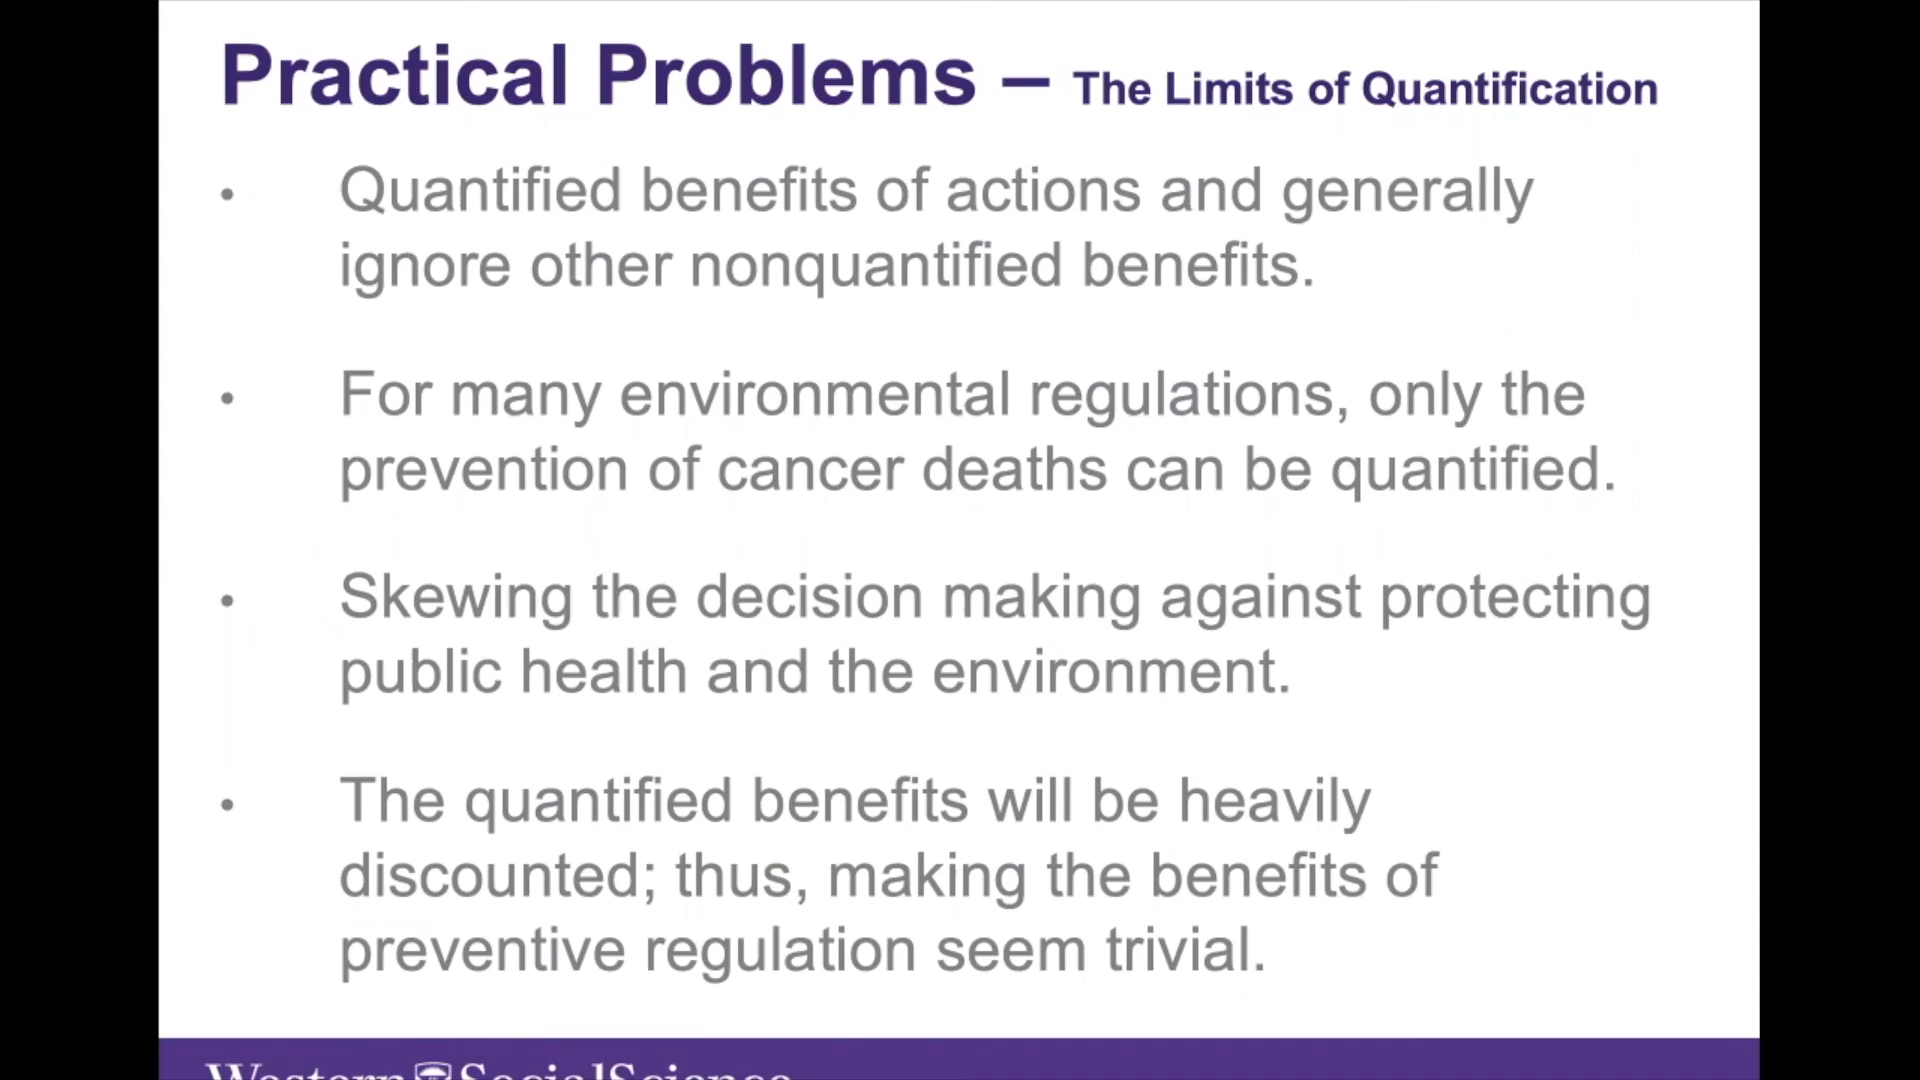 Practical Problems – The Limits of Quantification
• Quantified benefits of actions and generally
ignore other nonquantified benefits.
• For many environmental regulations, only the
prevention of cancer deaths can be quantified.
• Skewing the decision making against protecting
public health and the environment.
• The quantified benefits will be heavily
discounted; thus, making the benefits of
preventive regulation seem trivial.
Western SocialScience